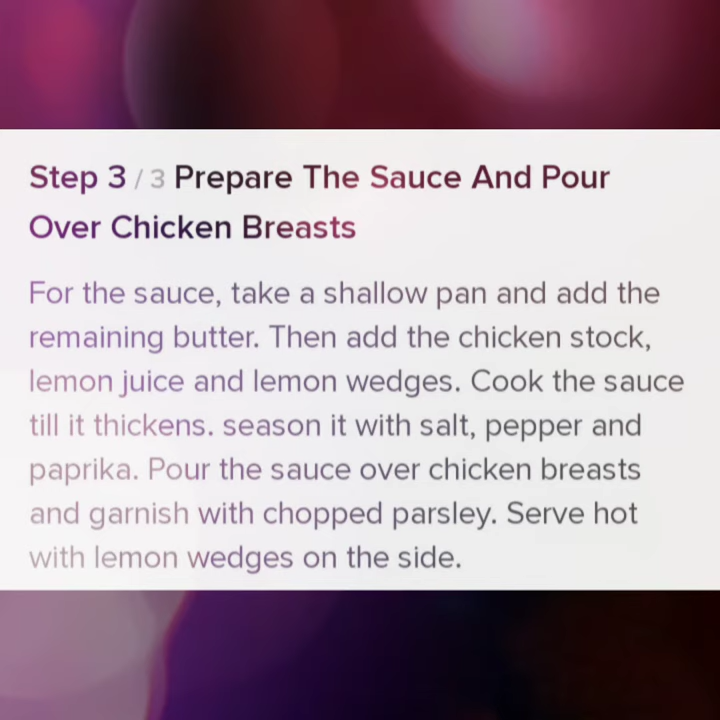 Step 3 / 3 Prepare The Sauce And Pour
Over Chicken Breasts
For the sauce, take a shallow pan and add the
remaining butter. Then add the chicken stock,
lemon juice and lemon wedges. Cook the sauce
till it thickens. season it with salt, pepper and
paprika. Pour the sauce over chicken breasts
and garnish with chopped parsley. Serve hot
with lemon wedges on the side.